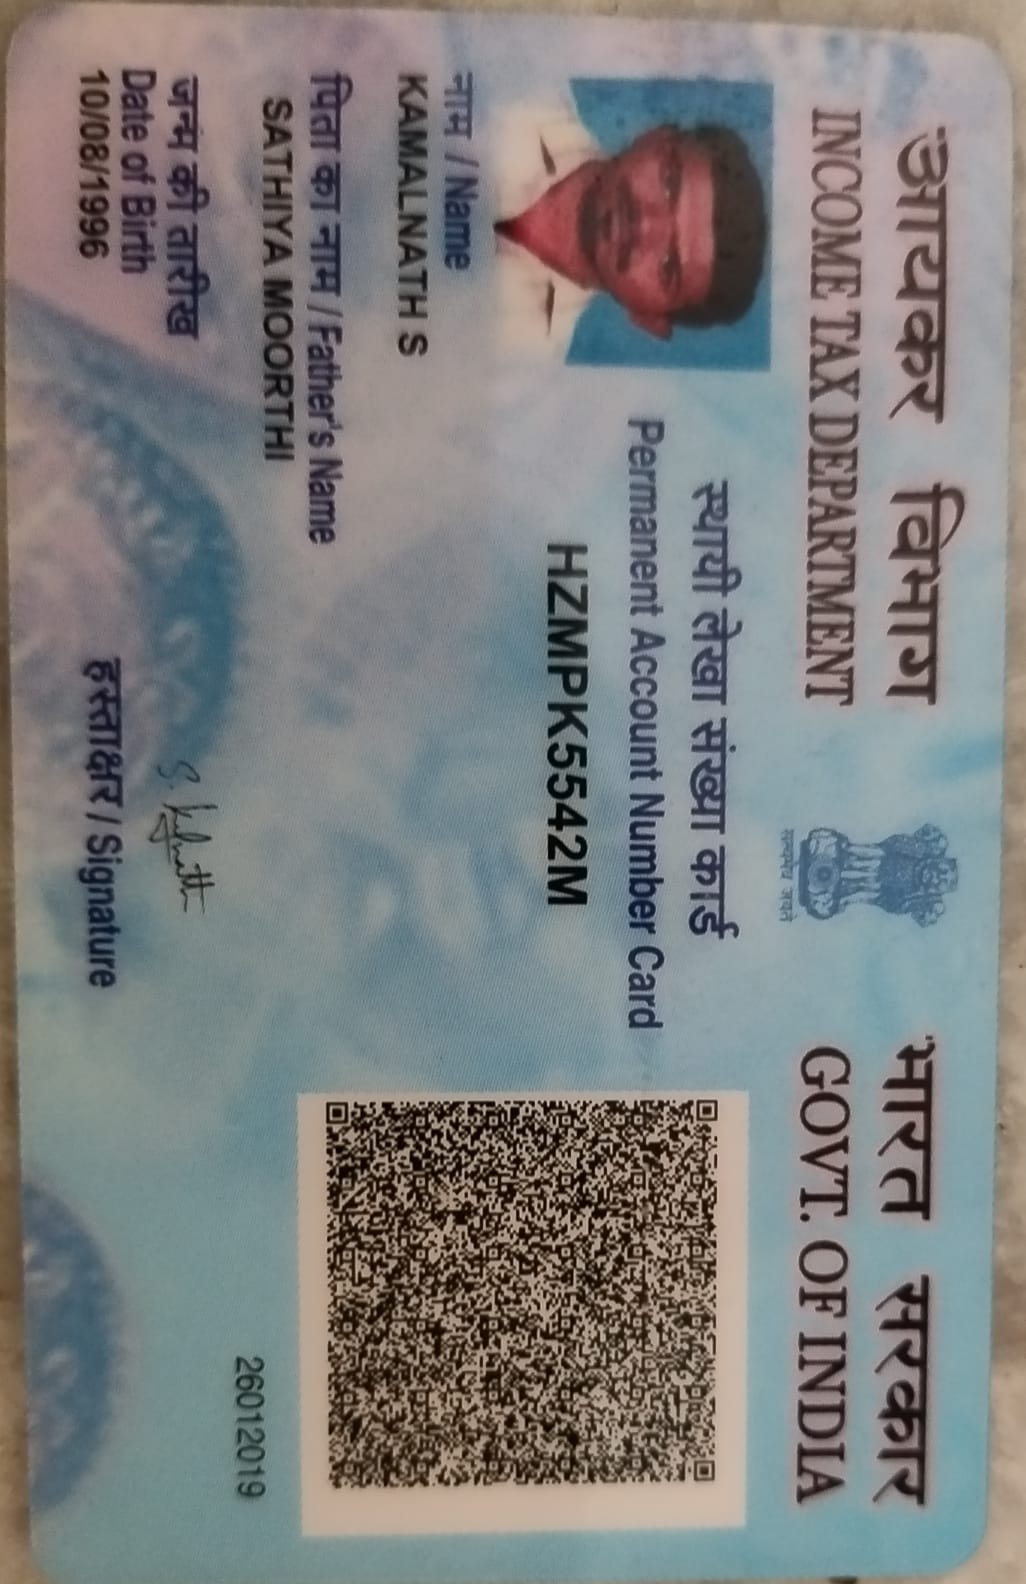 आयकर विभाग
INCOME TAX DEPARTMENT
सत्यमेव जयते
भारत सरकार
GOVT. OF INDIA
स्थायी लेखा संख्या कार्ड
Permanent Account Number Card
HZMPK5542M
नाम / Name
KAMALNATH S
पिता का नाम / Father's Name
SATHIYA MOORTHI
जन्म की तारीख
Date of Birth
10/08/1996
हस्ताक्षर / Signature
26012019